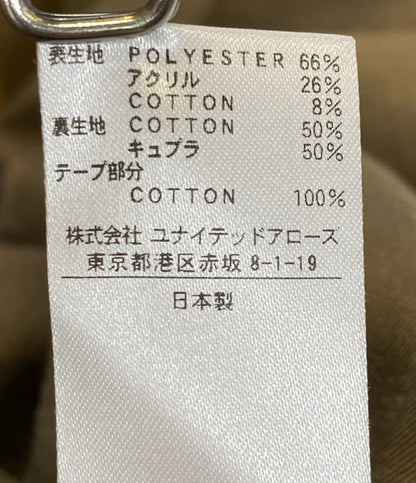 表生地 POLYESTER 66%
アクリル 26%
COTTON 8%
裏生地 COTTON 50%
キュプラ 50%
テープ部分
COTTON 100%
株式会社 ユナイテッドアローズ
東京都港区赤坂 8-1-19
日本製